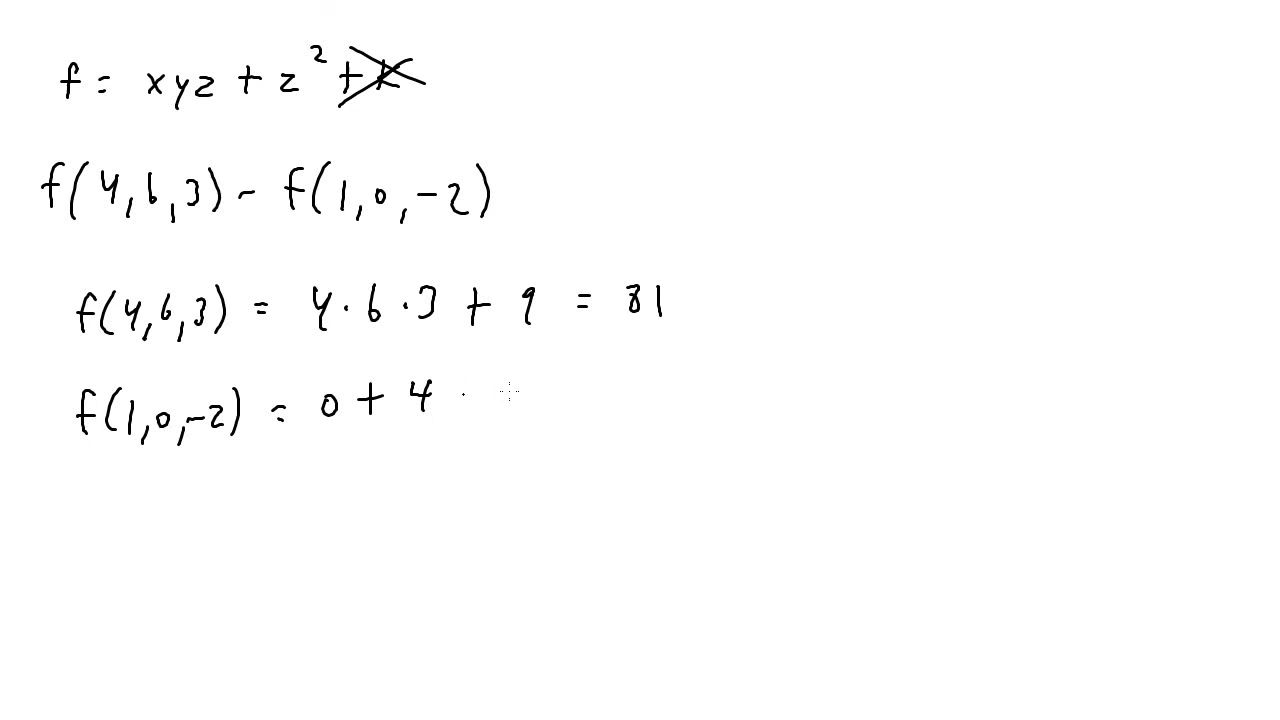 f = xyz + z² + k
f(4,6,3) - f(1,0,-2)
f(4,6,3) = 4·6·3 + 9 = 81
f(1,0,-2) = 0 + 4